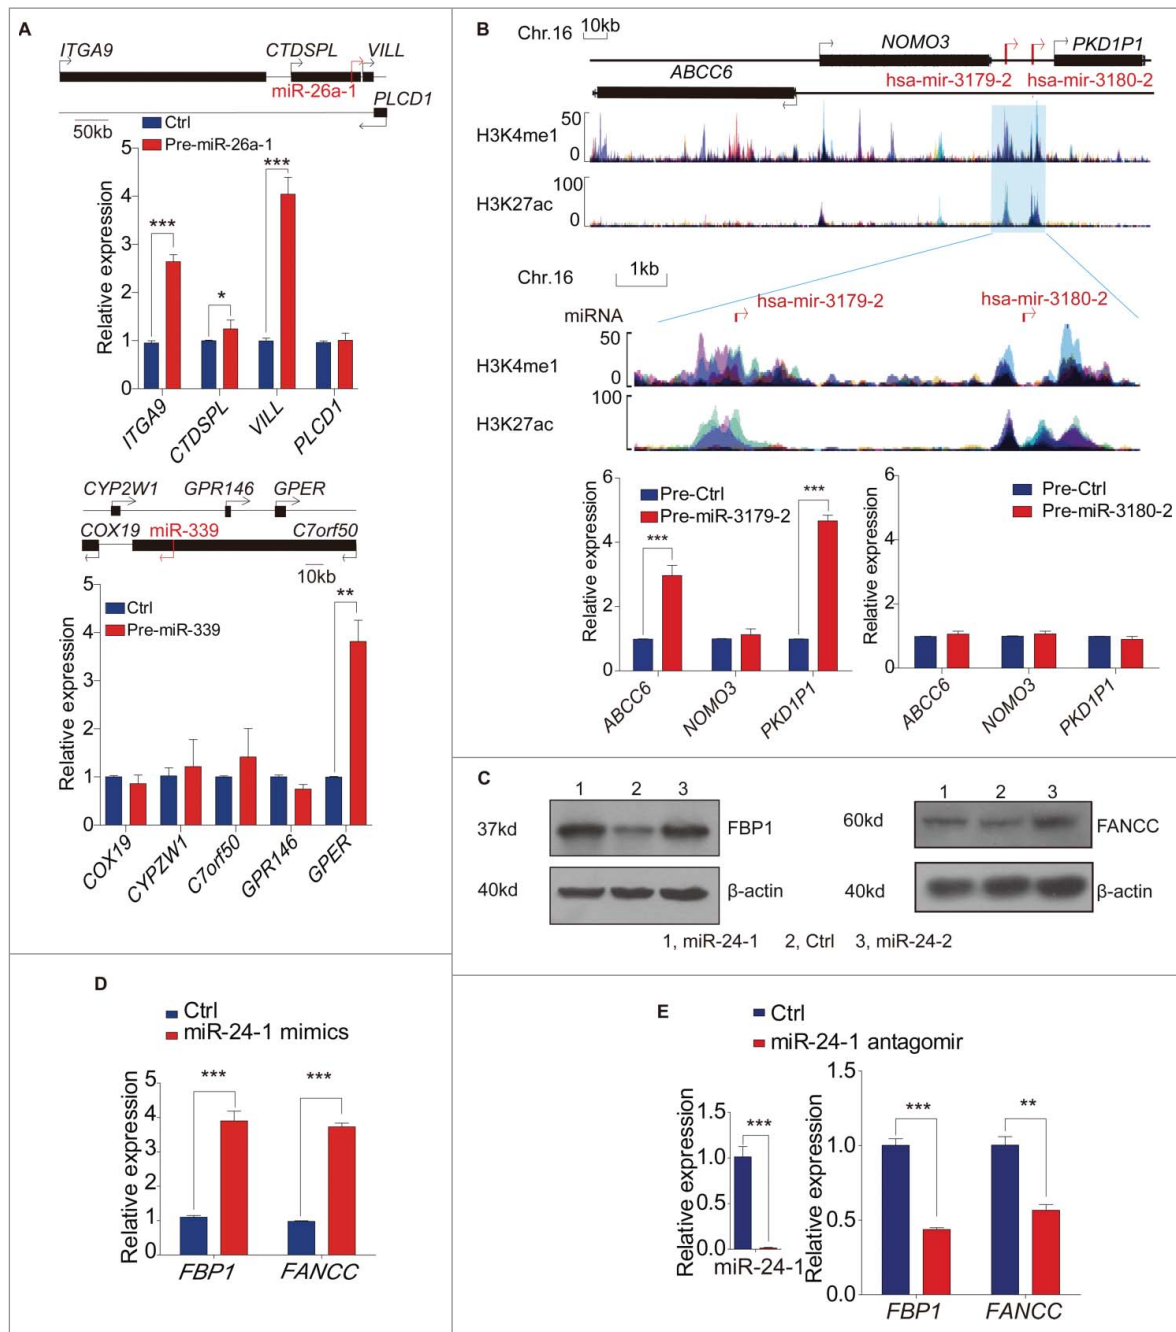 A
ITGA9 CTDSPL VILL
miR-26a-1
PLCD1
50kb
Ctrl
Pre-miR-26a-1
Relative expression
5
4
3
2
1
0
***
*
***
ITGA9 CTDSPL VILL PLCD1
CYP2W1 GPR146 GPER
COX19 miR-339 C7orf50
10kb
Ctrl
Pre-miR-339
Relative expression
5
4
3
2
1
0
**
COX19 CYPZW1 C7orf50 GPR146 GPER
B
Chr.16 10kb
NOMO3 PKD1P1
ABCC6 hsa-mir-3179-2 hsa-mir-3180-2
H3K4me1 50 0
H3K27ac 100 0
Chr.16 1kb
miRNA hsa-mir-3179-2 hsa-mir-3180-2
H3K4me1 50 0
H3K27ac 100 0
Relative expression
6
4
2
0
Pre-Ctrl
Pre-miR-3179-2
***
***
ABCC6 NOMO3 PKD1P1
Relative expression
6
4
2
0
Pre-Ctrl
Pre-miR-3180-2
ABCC6 NOMO3 PKD1P1
C
1 2 3
37kd FBP1
40kd β-actin
1 2 3
60kd FANCC
40kd β-actin
1, miR-24-1 2, Ctrl 3, miR-24-2
D
Ctrl
miR-24-1 mimics
Relative expression
5
4
3
2
1
0
***
***
FBP1 FANCC
E
Ctrl
miR-24-1 antagomir
Relative expression
1.5
1.0
0.5
0.0
***
miR-24-1
Relative expression
1.5
1.0
0.5
0.0
***
**
FBP1 FANCC